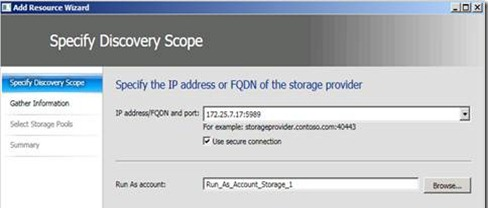 Add Resource Wizard
Specify Discovery Scope
Specify Discovery Scope
Gather Information
Select Storage Pools
Summary
Specify the IP address or FQDN of the storage provider
IP address/FQDN and port: 172.25.7.17:5989
For example: storageprovider.contoso.com:40443
Use secure connection
Run As account: Run_As_Account_Storage_1 Browse...